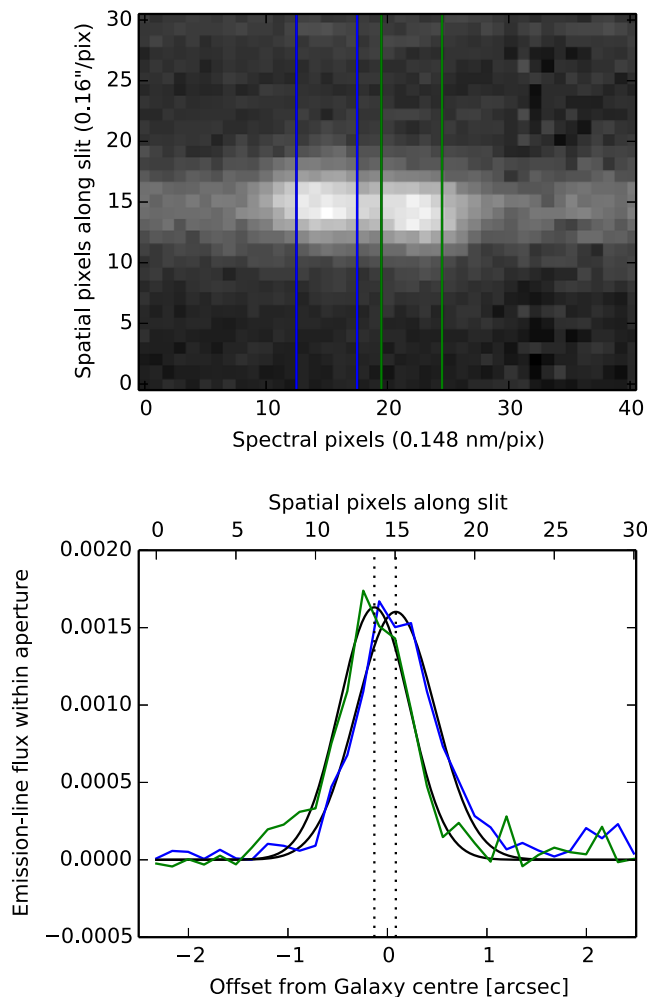 Spatial pixels along slit (0.16"/pix)
30
25
20
15
10
5
0
0 10 20 30 40
Spectral pixels (0.148 nm/pix)
Spatial pixels along slit
0 5 10 15 20 25 30
Emission-line flux within aperture
0.0020
0.0015
0.0010
0.0005
0.0000
−0.0005
−2 −1 0 1 2
Offset from Galaxy centre [arcsec]